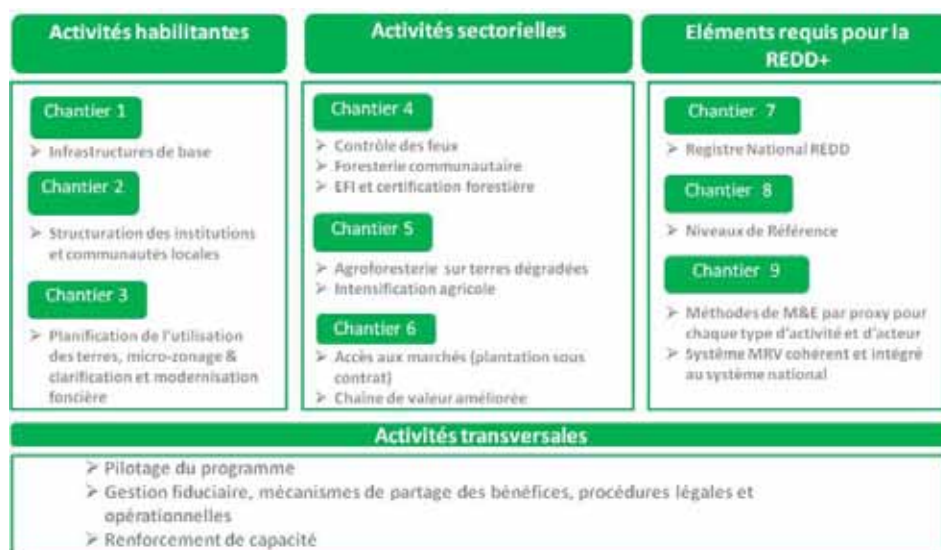 Activités habilitantes
Chantier 1
➢ Infrastructures de base
Chantier 2
➢ Structuration des institutions
et communautés locales
Chantier 3
➢ Planification de l'utilisation
des terres, micro-zonage &
clarification et modernisation
foncière
Activités sectorielles
Chantier 4
➢ Contrôle des feux
➢ Foresterie communautaire
➢ EFI et certification forestière
Chantier 5
➢ Agroforesterie sur terres dégradées
➢ Intensification agricole
Chantier 6
➢ Accès aux marchés (plantation sous
contrat)
➢ Chaîne de valeur améliorée
Eléments requis pour la
REDD+
Chantier 7
➢ Registre National REDD
Chantier 8
➢ Niveaux de Référence
Chantier 9
➢ Méthodes de M&E par proxy pour
chaque type d'activité et d'acteur
➢ Système MRV cohérent et intégré
au système national
Activités transversales
➢ Pilotage du programme
➢ Gestion fiduciaire, mécanismes de partage des bénéfices, procédures légales et
opérationnelles
➢ Renforcement de capacité